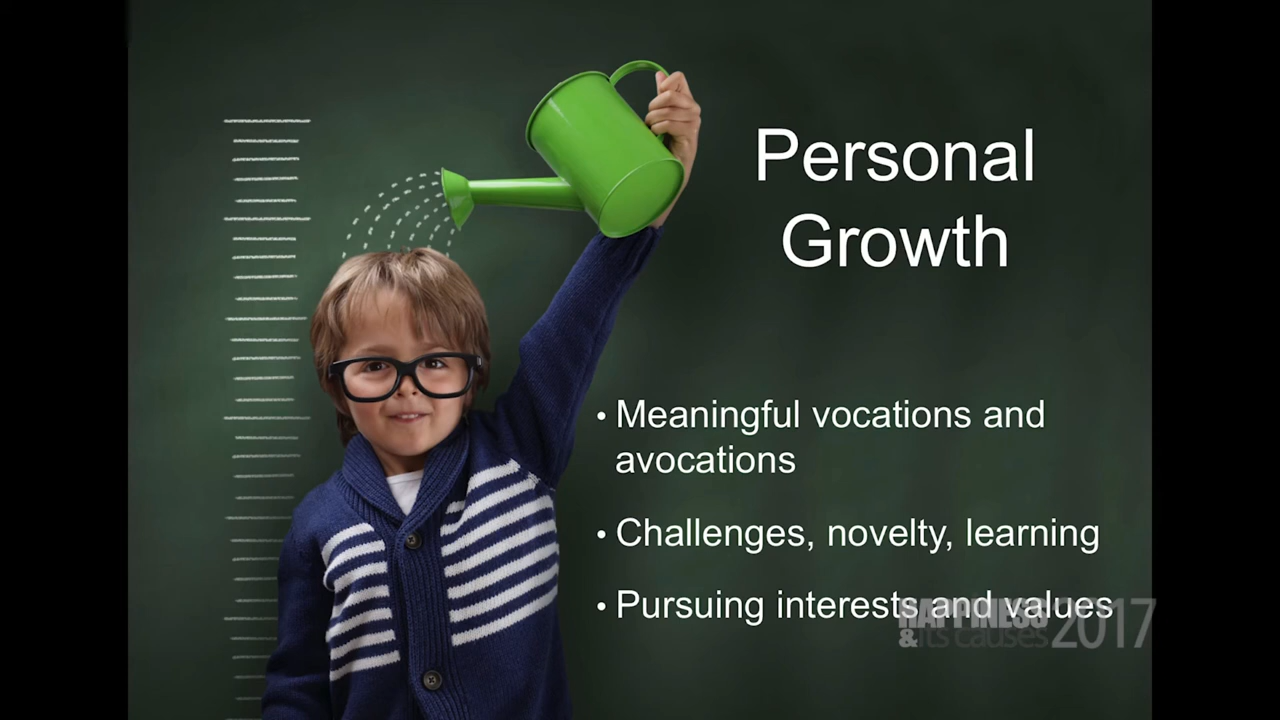 Personal
Growth
• Meaningful vocations and
avocations
• Challenges, novelty, learning
• Pursuing interests and values
HAPPINESS
& its causes 2017